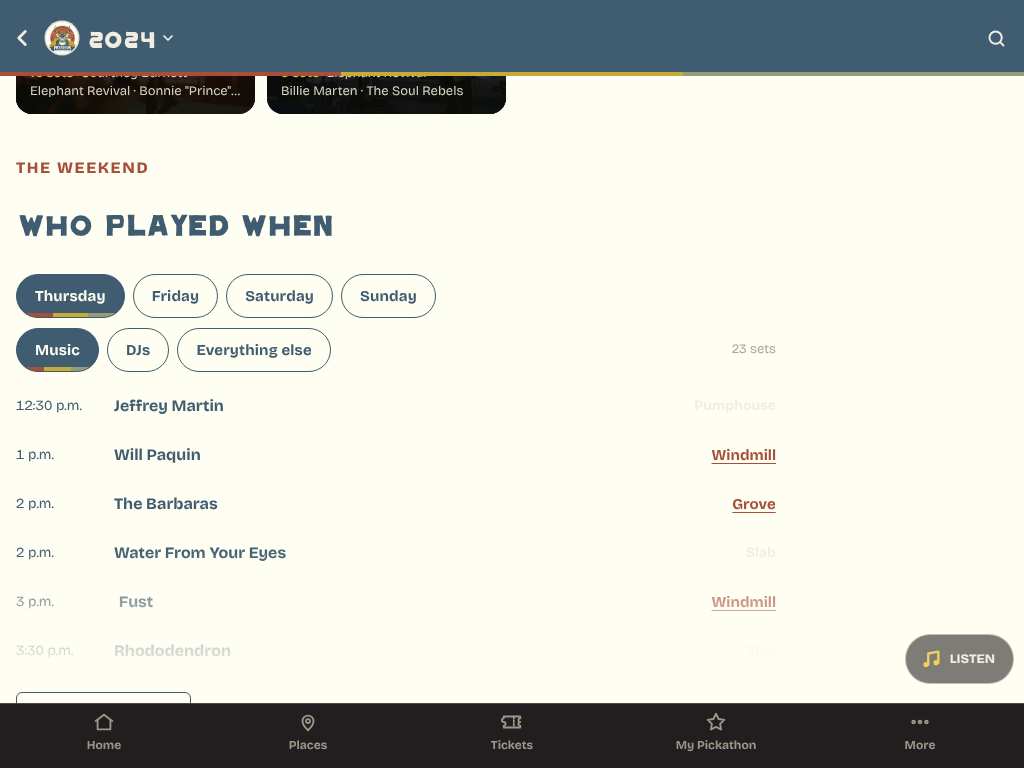 2024
Elephant Revival · Bonnie "Prince"...
Billie Marten · The Soul Rebels
THE WEEKEND
WHO PLAYED WHEN
Thursday Friday Saturday Sunday
Music DJs Everything else 23 sets
12:30 p.m. Jeffrey Martin Pumphouse
1 p.m. Will Paquin Windmill
2 p.m. The Barbaras Grove
2 p.m. Water From Your Eyes Slab
3 p.m. Fust Windmill
3:30 p.m. Rhododendron
LISTEN
Home Places Tickets My Pickathon More